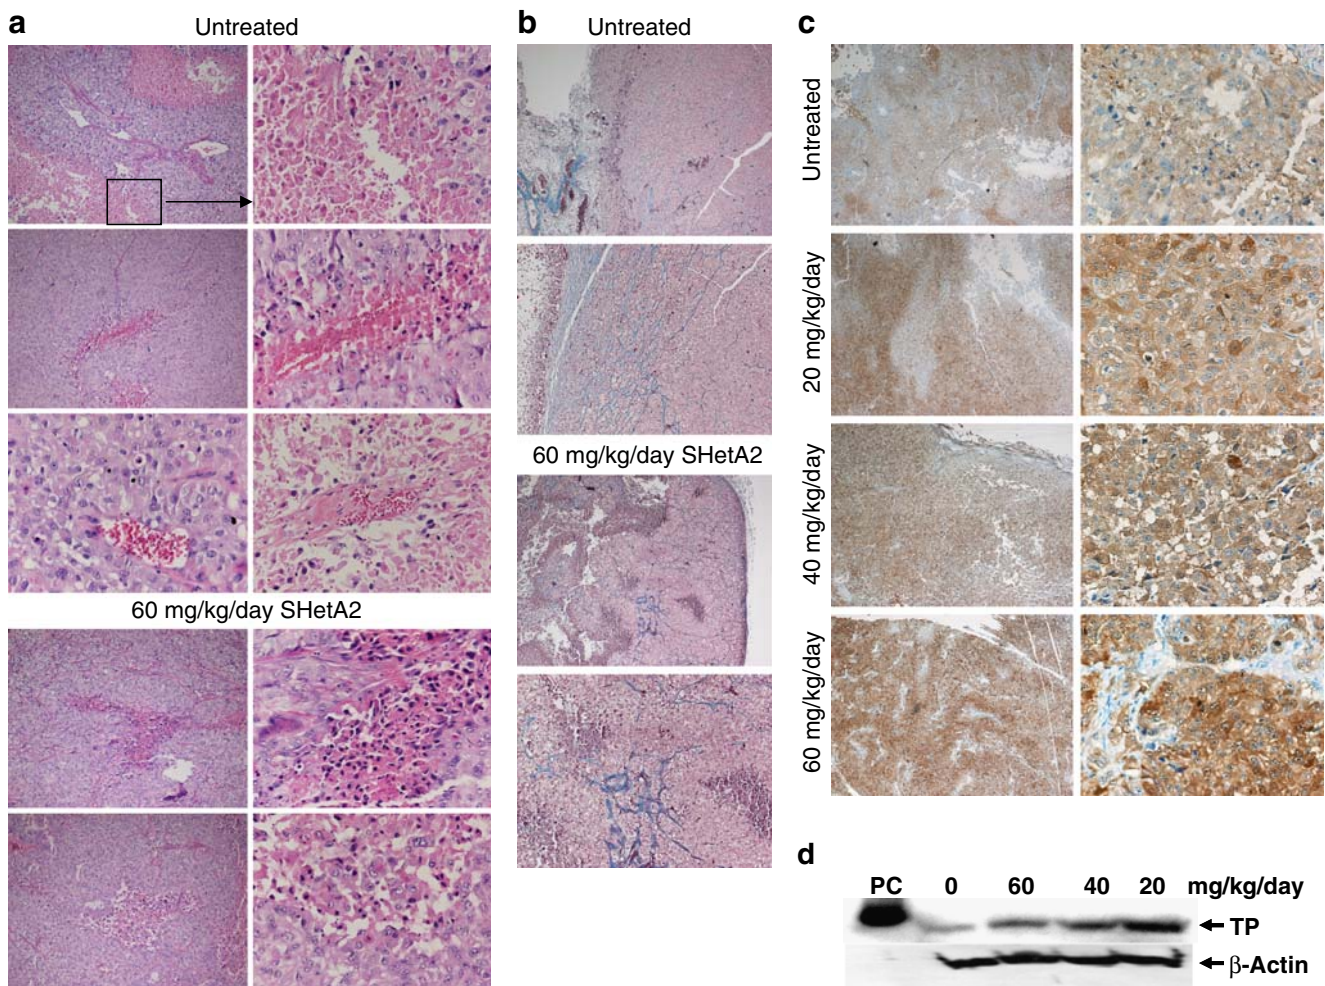 a
Untreated
60 mg/kg/day SHetA2
b
Untreated
60 mg/kg/day SHetA2
c
Untreated
20 mg/kg/day
40 mg/kg/day
60 mg/kg/day
d
PC 0 60 40 20 mg/kg/day
TP
β-Actin